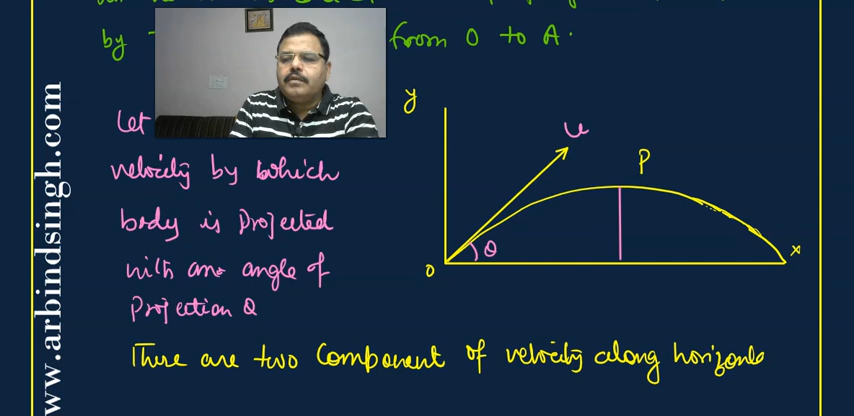 by from O to A.
Let
velocity by which
body is Projected
with an angle of
Projection θ
There are two component of velocity along horizonta
y
u
P
θ
O
x
www.arbindsingh.com